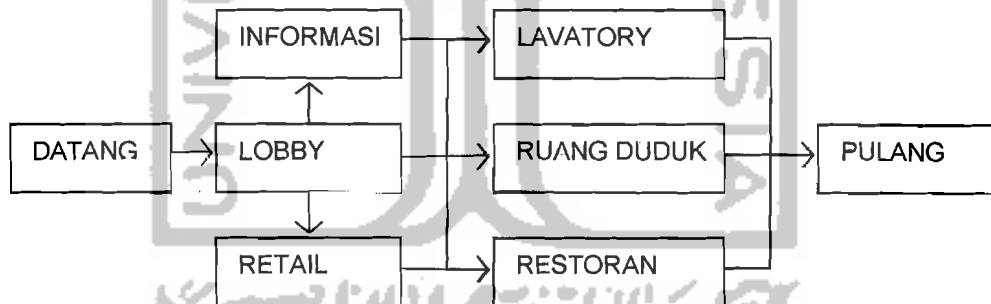 INFORMASI LAVATORY
DATANG LOBBY RUANG DUDUK PULANG
RETAIL RESTORAN